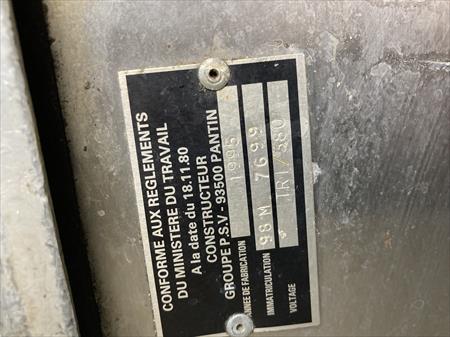 CONFORME AUX REGLEMENTS
DU MINISTERE DU TRAVAIL
A la date du 18.11.80
CONSTRUCTEUR
GROUPE P.S.V - 93500 PANTIN
ANNEE DE FABRICATION 1995
IMMATRICULATION 98M 7699
VOLTAGE TRI/380